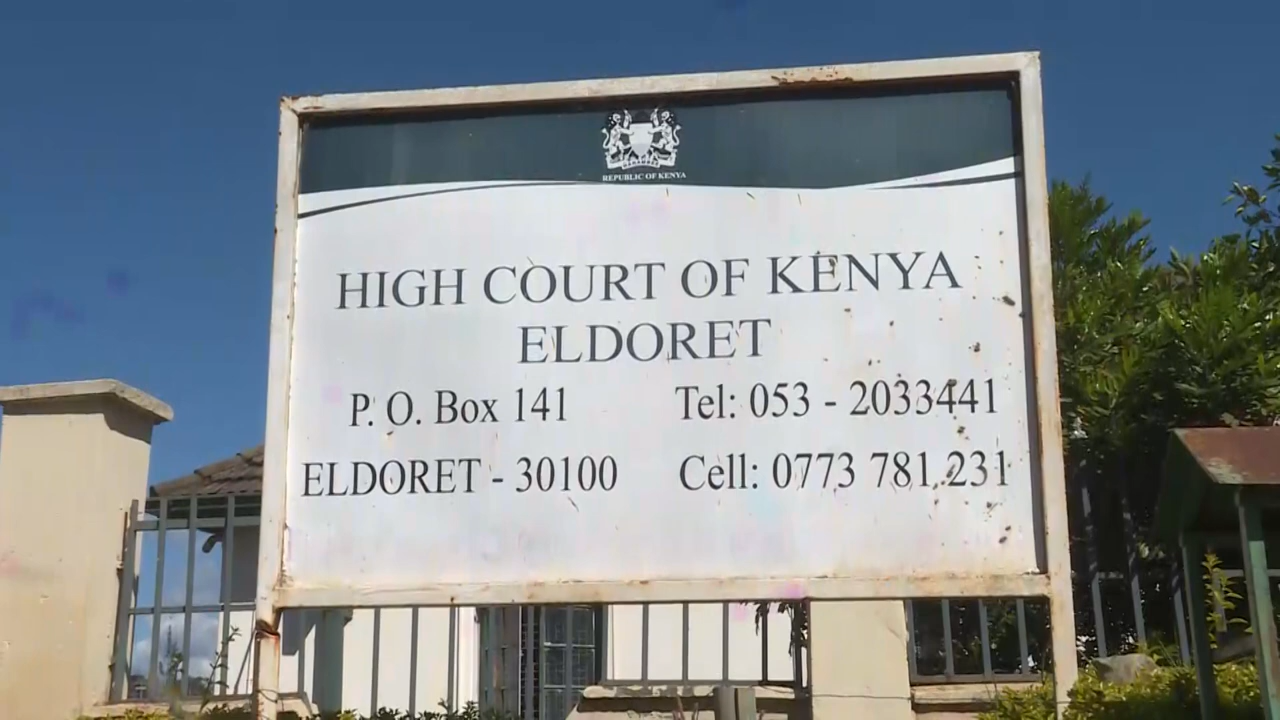 REPUBLIC OF KENYA
HIGH COURT OF KENYA
ELDORET
P. O. Box 141 Tel: 053 - 2033441
ELDORET - 30100 Cell: 0773 781 231